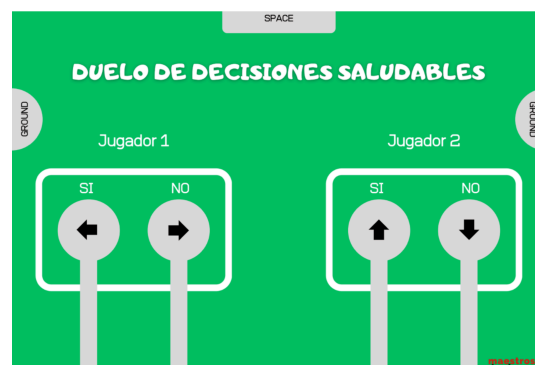 SPACE
DUELO DE DECISIONES SALUDABLES
GROUND
GROUND
Jugador 1
Jugador 2
SI
NO
SI
NO
maestros